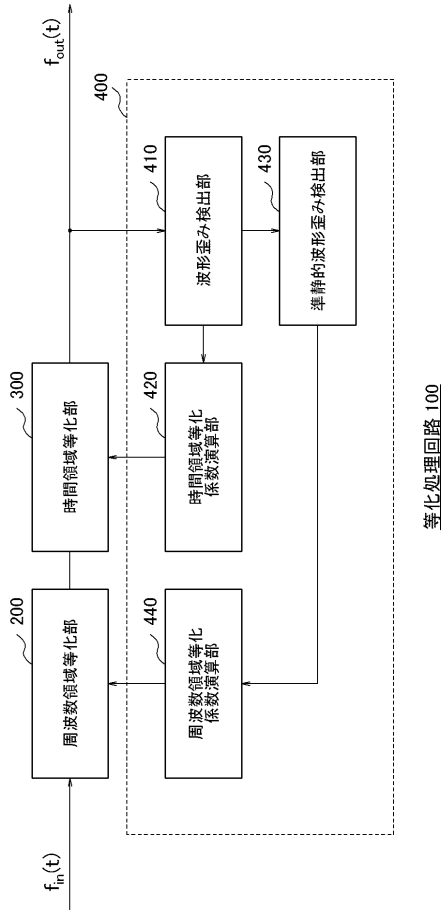 f_in(t)
200
周波数領域等化部
300
時間領域等化部
f_out(t)
400
440
周波数領域等化
係数演算部
420
時間領域等化
係数演算部
410
波形歪み検出部
430
準静的波形歪み検出部
等化処理回路 100